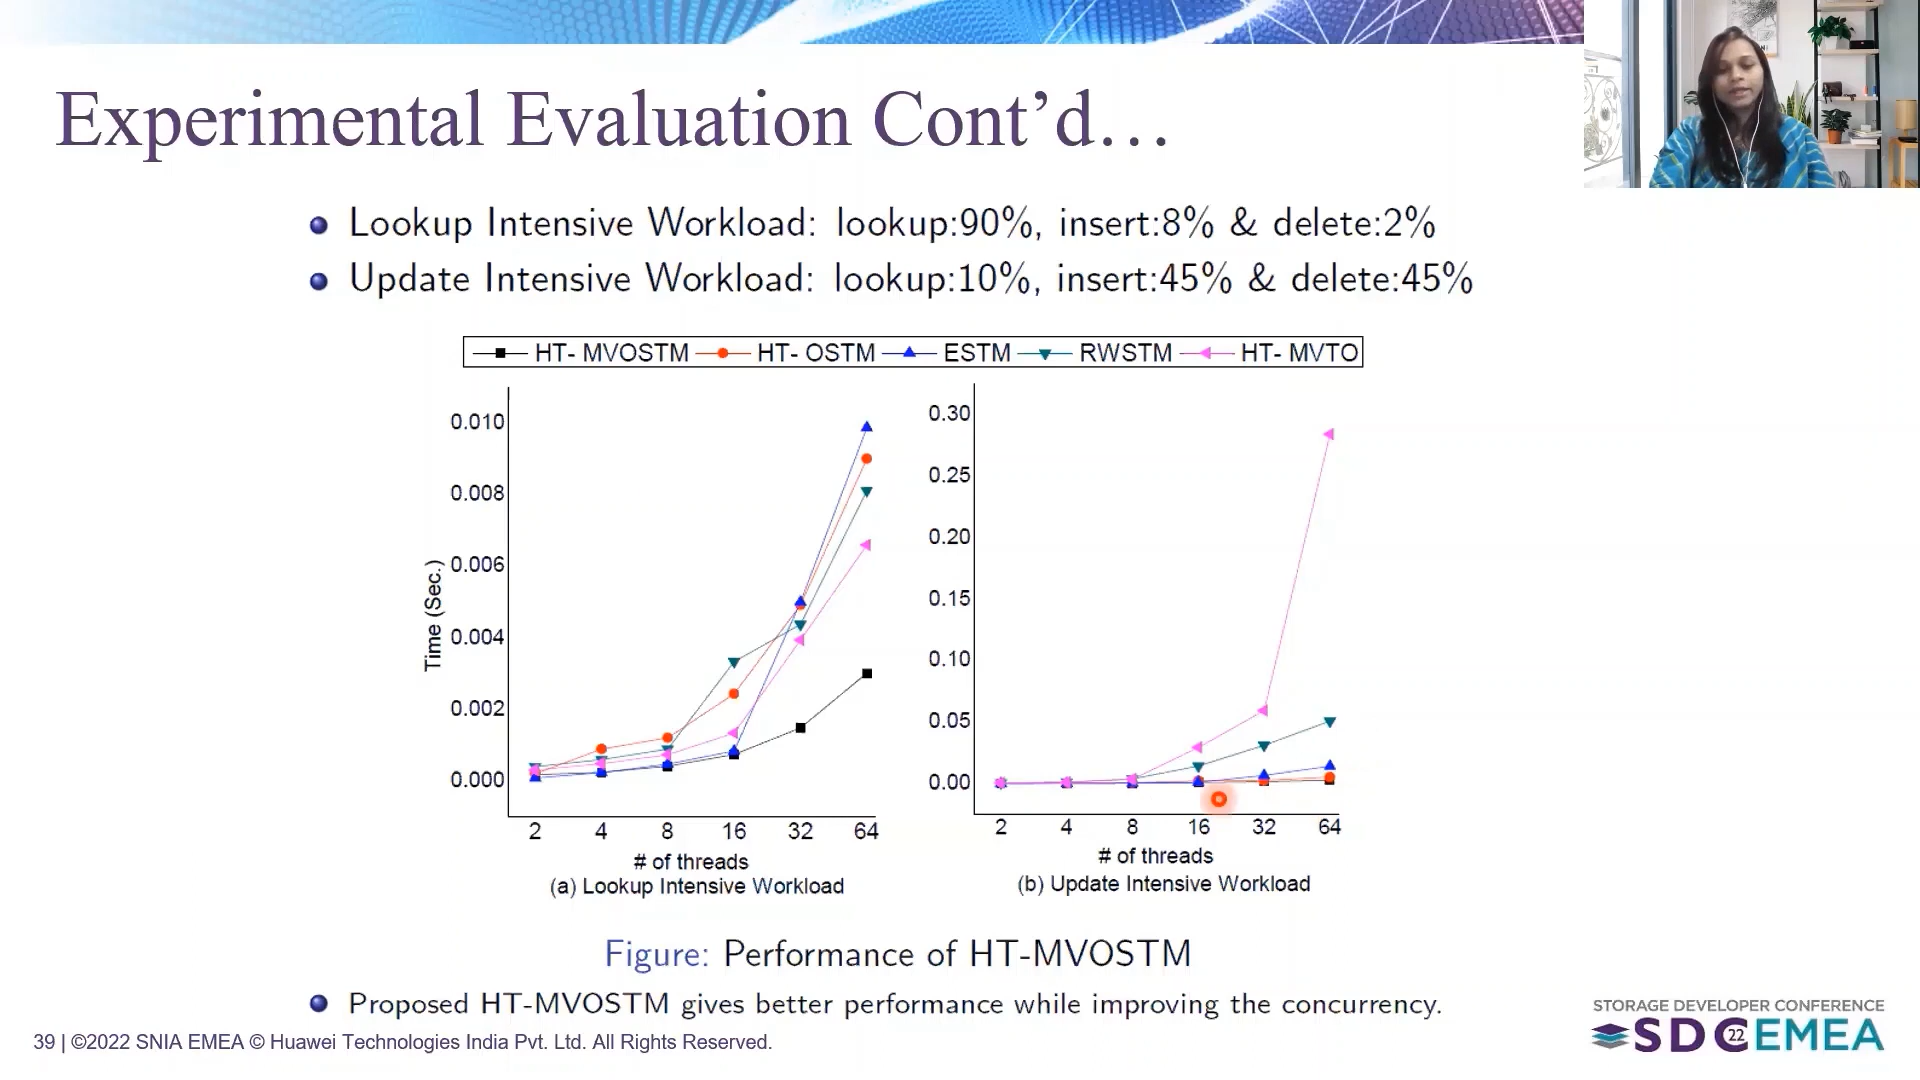 Experimental Evaluation Cont’d…
Lookup Intensive Workload: lookup:90%, insert:8% & delete:2%
Update Intensive Workload: lookup:10%, insert:45% & delete:45%
HT- MVOSTM HT- OSTM ESTM RWSTM HT- MVTO
0.010
0.008
0.006
0.004
0.002
0.000
Time (Sec.)
2 4 8 16 32 64
# of threads
(a) Lookup Intensive Workload
0.30
0.25
0.20
0.15
0.10
0.05
0.00
2 4 8 16 32 64
# of threads
(b) Update Intensive Workload
Figure: Performance of HT-MVOSTM
Proposed HT-MVOSTM gives better performance while improving the concurrency.
39 | ©2022 SNIA EMEA © Huawei Technologies India Pvt. Ltd. All Rights Reserved.
STORAGE DEVELOPER CONFERENCE
SDC 22 EMEA